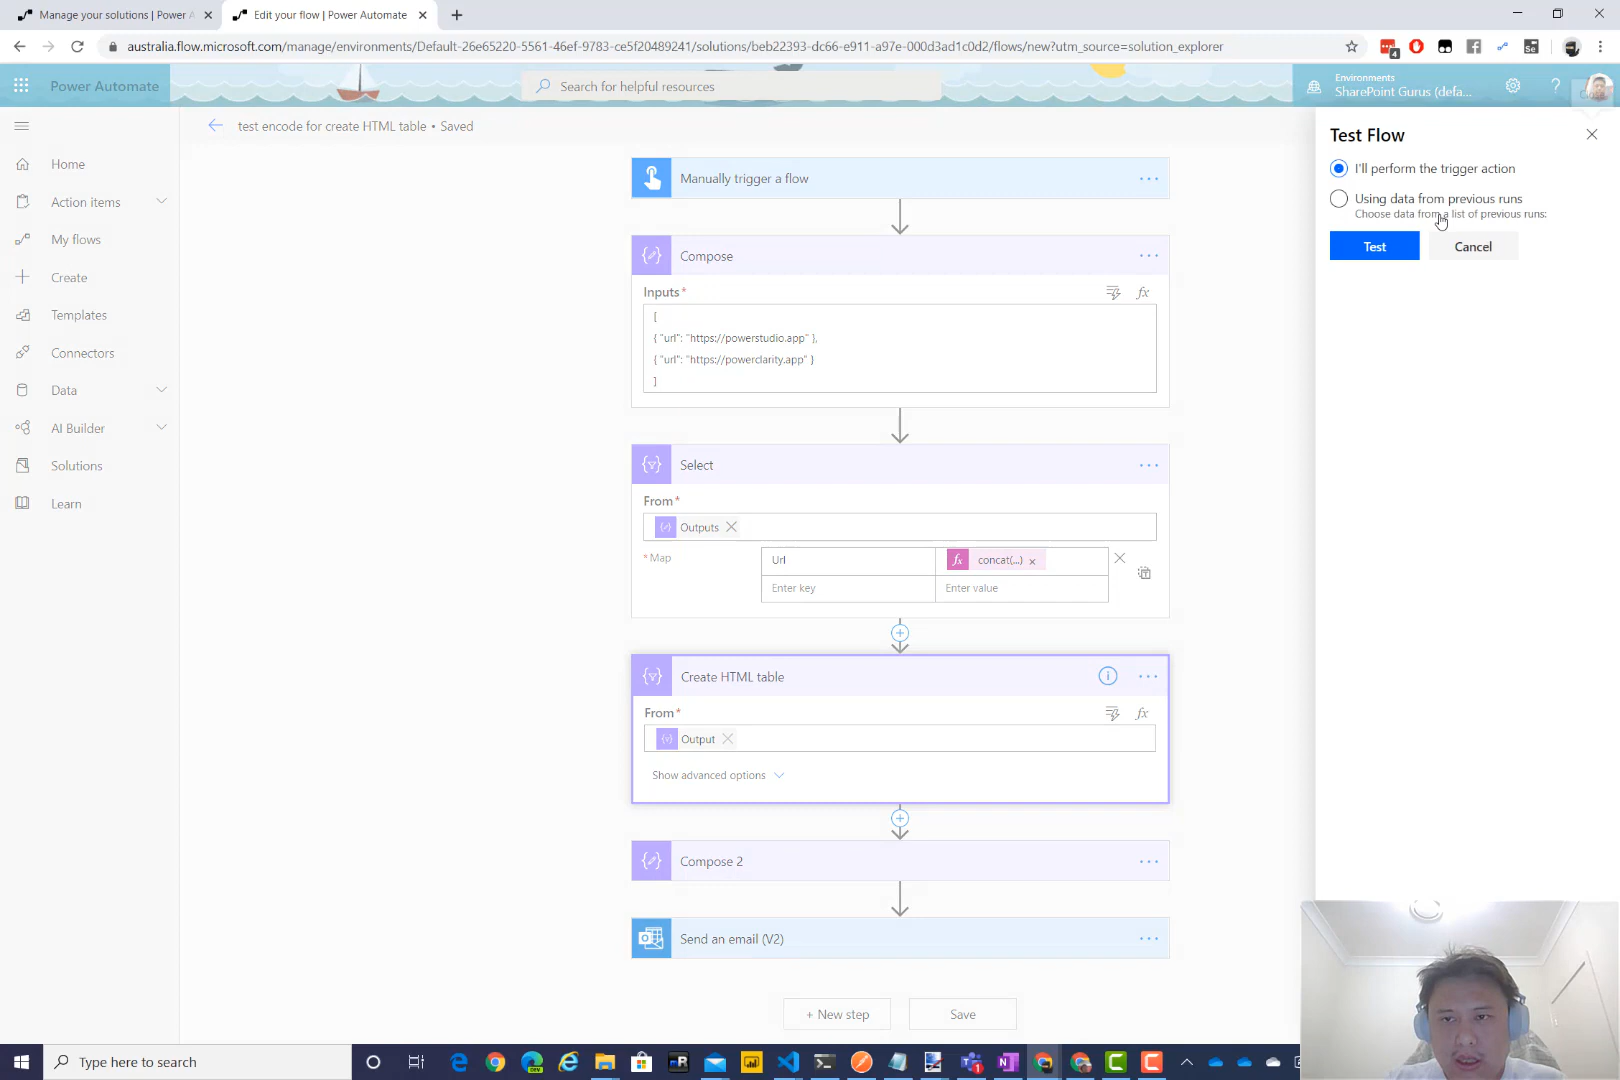 Manage your solutions | Power A
Edit your flow | Power Automate
australia.flow.microsoft.com/manage/environments/Default-26e65220-5561-46ef-9783-ce5f20489241/solutions/beb22393-dc66-e911-a97e-000d3ad1c0d2/flows/new?utm_source=solution_explorer
Power Automate
Search for helpful resources
Environments
SharePoint Gurus (defa...
test encode for create HTML table • Saved
Home
Action items
My flows
Create
Templates
Connectors
Data
AI Builder
Solutions
Learn
Manually trigger a flow
Compose
Inputs *
[
{ "url": "https://powerstudio.app" },
{ "url": "https://powerclarity.app" }
]
Select
From *
Outputs
* Map
Url
fx concat(...)
Enter key
Enter value
Create HTML table
From *
fx
Output
Show advanced options
Compose 2
Send an email (V2)
+ New step
Save
Test Flow
I'll perform the trigger action
Using data from previous runs
Choose data from a list of previous runs:
Test
Cancel
Type here to search